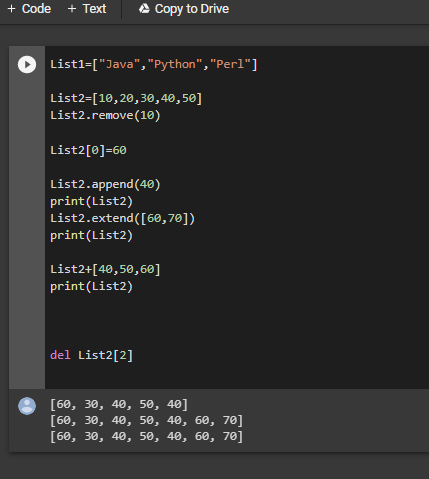 + Code + Text Copy to Drive
List1=["Java","Python","Perl"]
List2=[10,20,30,40,50]
List2.remove(10)
List2[0]=60
List2.append(40)
print(List2)
List2.extend([60,70])
print(List2)
List2+[40,50,60]
print(List2)
del List2[2]
[60, 30, 40, 50, 40]
[60, 30, 40, 50, 40, 60, 70]
[60, 30, 40, 50, 40, 60, 70]